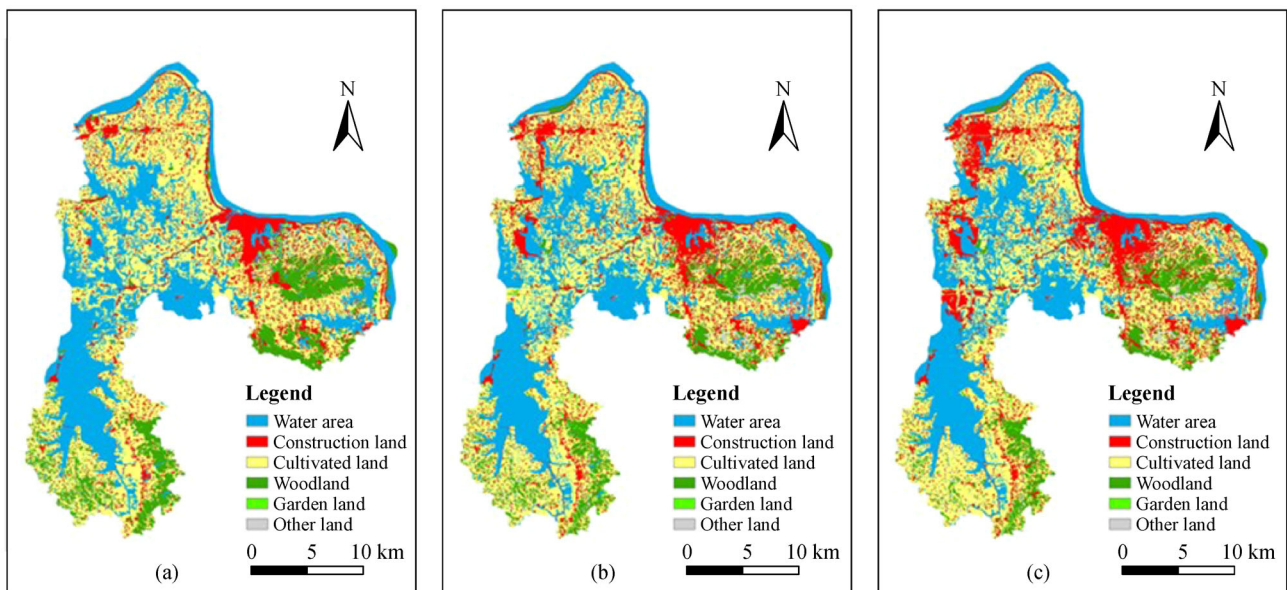 N
Legend
Water area
Construction land
Cultivated land
Woodland
Garden land
Other land
0 5 10 km
(a)
N
Legend
Water area
Construction land
Cultivated land
Woodland
Garden land
Other land
0 5 10 km
(b)
N
Legend
Water area
Construction land
Cultivated land
Woodland
Garden land
Other land
0 5 10 km
(c)